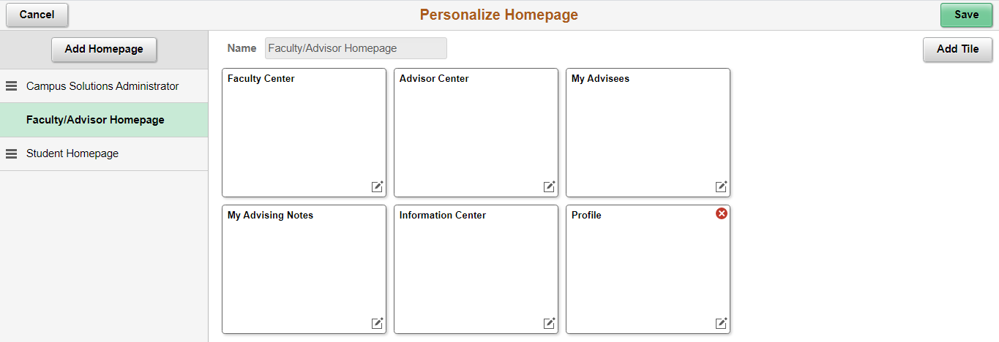 Cancel
Personalize Homepage
Save
Add Homepage
Campus Solutions Administrator
Faculty/Advisor Homepage
Student Homepage
Name
Faculty/Advisor Homepage
Add Tile
Faculty Center
Advisor Center
My Advisees
My Advising Notes
Information Center
Profile